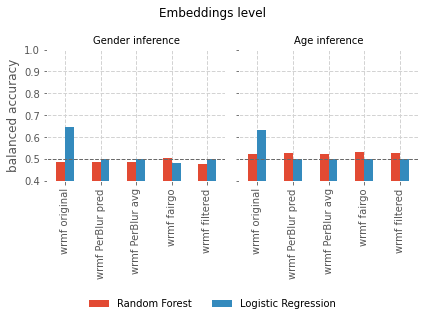 Embeddings level
Gender inference
Age inference
balanced accuracy
1.0
0.9
0.8
0.7
0.6
0.5
0.4
wrmf original
wrmf PerBlur pred
wrmf PerBlur avg
wrmf fairgo
wrmf filtered
wrmf original
wrmf PerBlur pred
wrmf PerBlur avg
wrmf fairgo
wrmf filtered
Random Forest
Logistic Regression